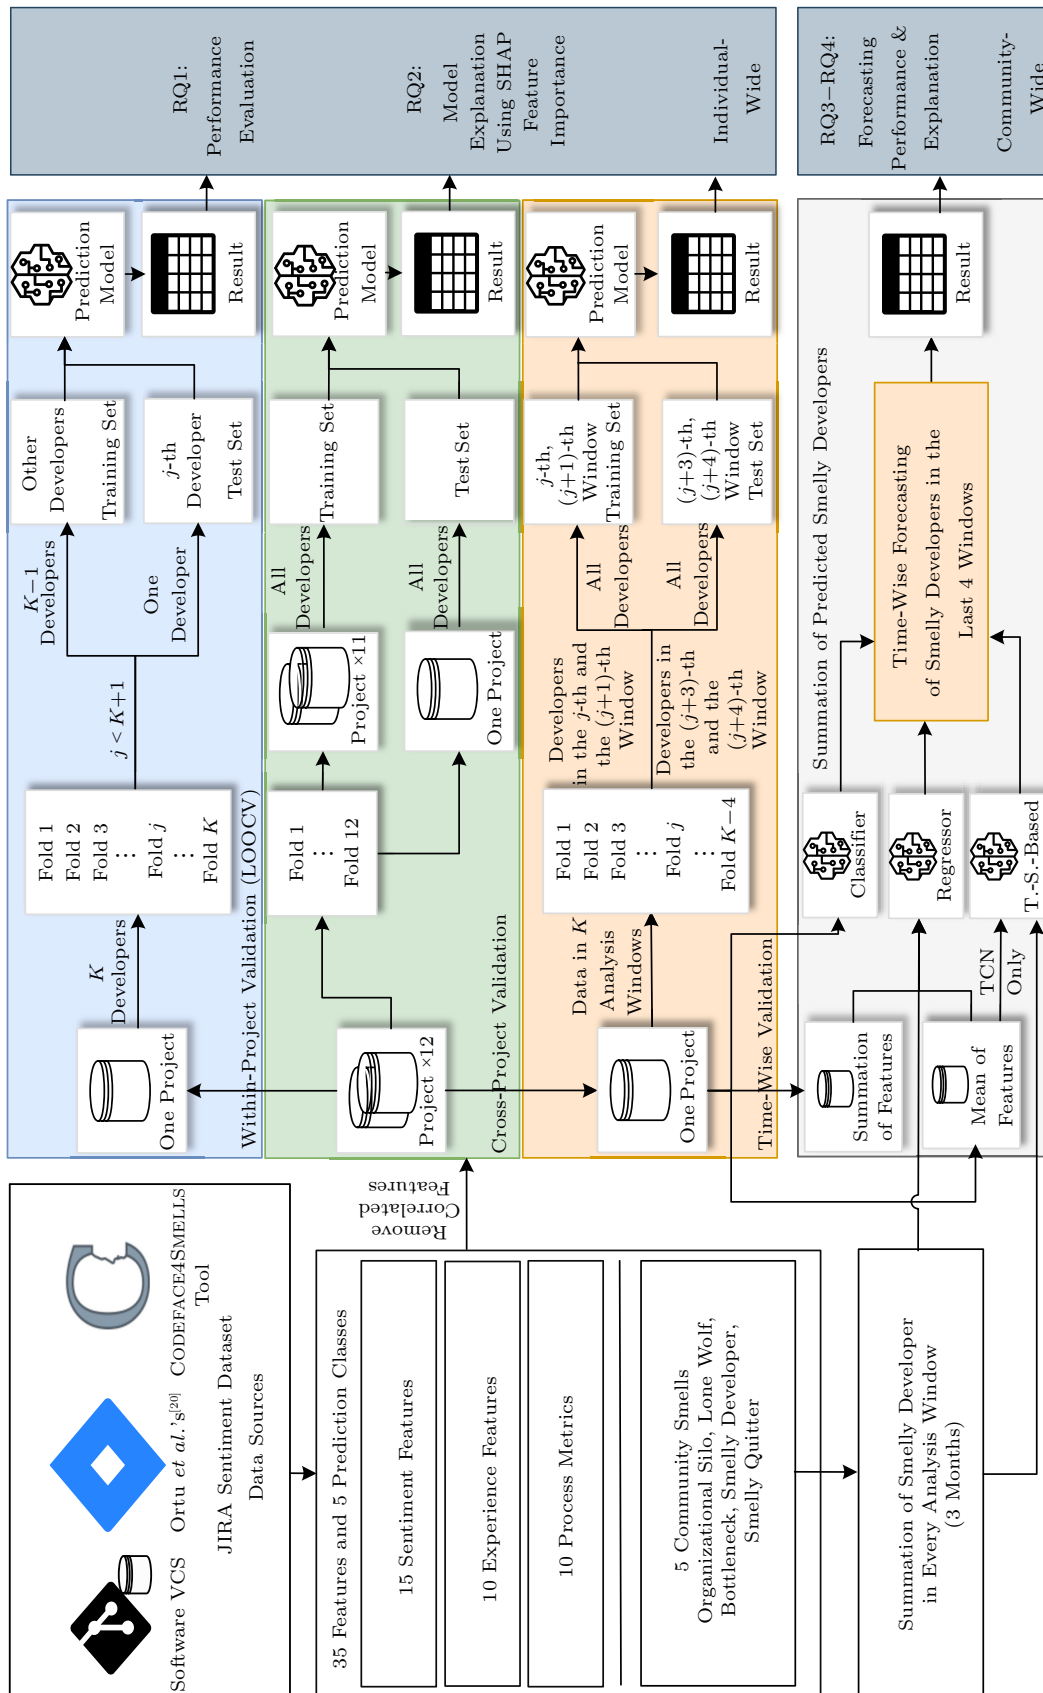 Software VCS
Ortu et al.'s[20]
JIRA Sentiment Dataset
CODEFACE4SMELLS
Tool
Data Sources
35 Features and 5 Prediction Classes
15 Sentiment Features
10 Experience Features
10 Process Metrics
5 Community Smells
Organizational Silo, Lone Wolf,
Bottleneck, Smelly Developer,
Smelly Quitter
Summation of Smelly Developer
in Every Analysis Window
(3 Months)
Remove
Correlated
Features
One Project
K
Developers
Fold 1
Fold 2
Fold 3
...
Fold j
...
Fold K
j < K+1
K−1
Developers
One
Developer
Other
Developers
Training Set
j-th
Developer
Test Set
Prediction
Model
Result
Within-Project Validation (LOOCV)
Project ×12
Fold 1
...
Fold 12
Project ×11
One Project
All
Developers
All
Developers
Training Set
Test Set
Prediction
Model
Result
Cross-Project Validation
One Project
Data in K
Analysis
Windows
Fold 1
Fold 2
Fold 3
...
Fold j
...
Fold K−4
Developers
in the j-th and
the (j+1)-th
Window
Developers in
the (j+3)-th
and the
(j+4)-th
Window
All
Developers
All
Developers
j-th,
(j+1)-th
Window
Training Set
(j+3)-th,
(j+4)-th
Window
Test Set
Prediction
Model
Result
Time-Wise Validation
Summation
of Features
Mean of
Features
TCN
Only
Classifier
Regressor
T.-S.-Based
Summation of Predicted Smelly Developers
Time-Wise Forecasting
of Smelly Developers in the
Last 4 Windows
Result
RQ1:
Performance
Evaluation
RQ2:
Model
Explanation
Using SHAP
Feature
Importance
Individual-
Wide
RQ3−RQ4:
Forecasting
Performance &
Explanation
Community-
Wide